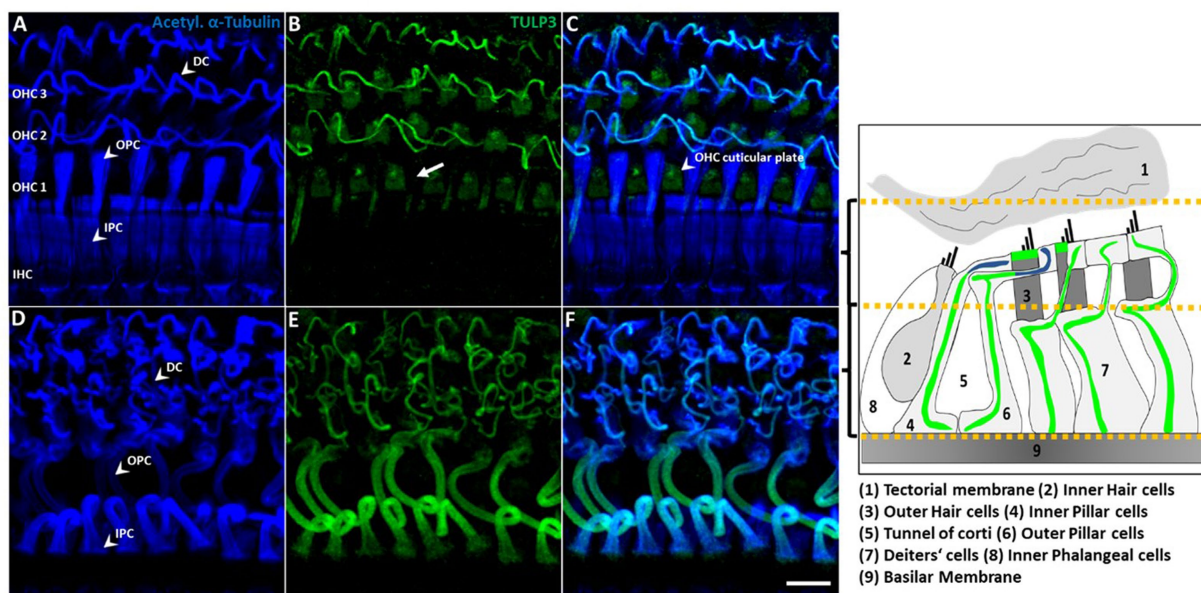 A Acetyl. α-Tubulin
B TULP3
C
DC
OHC 3
OHC 2
OPC
OHC cuticular plate
OHC 1
IPC
IHC
D
E
F
DC
OPC
IPC
1
2
3
5
7
8
4
6
9
(1) Tectorial membrane (2) Inner Hair cells
(3) Outer Hair cells (4) Inner Pillar cells
(5) Tunnel of corti (6) Outer Pillar cells
(7) Deiters‘ cells (8) Inner Phalangeal cells
(9) Basilar Membrane